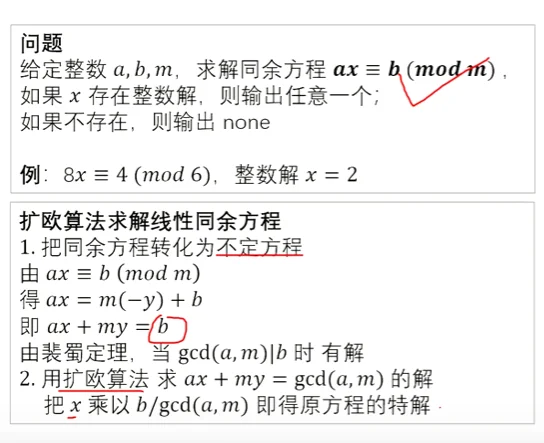 问题
给定整数 a, b, m，求解同余方程 ax ≡ b (mod m)，
如果 x 存在整数解，则输出任意一个；
如果不存在，则输出 none
例：8x ≡ 4 (mod 6)，整数解 x = 2
扩欧算法求解线性同余方程
1. 把同余方程转化为不定方程
由 ax ≡ b (mod m)
得 ax = m(−y) + b
即 ax + my = b
由裴蜀定理，当 gcd(a, m)|b 时 有解
2. 用扩欧算法 求 ax + my = gcd(a, m) 的解
把 x 乘以 b/gcd(a, m) 即得原方程的特解